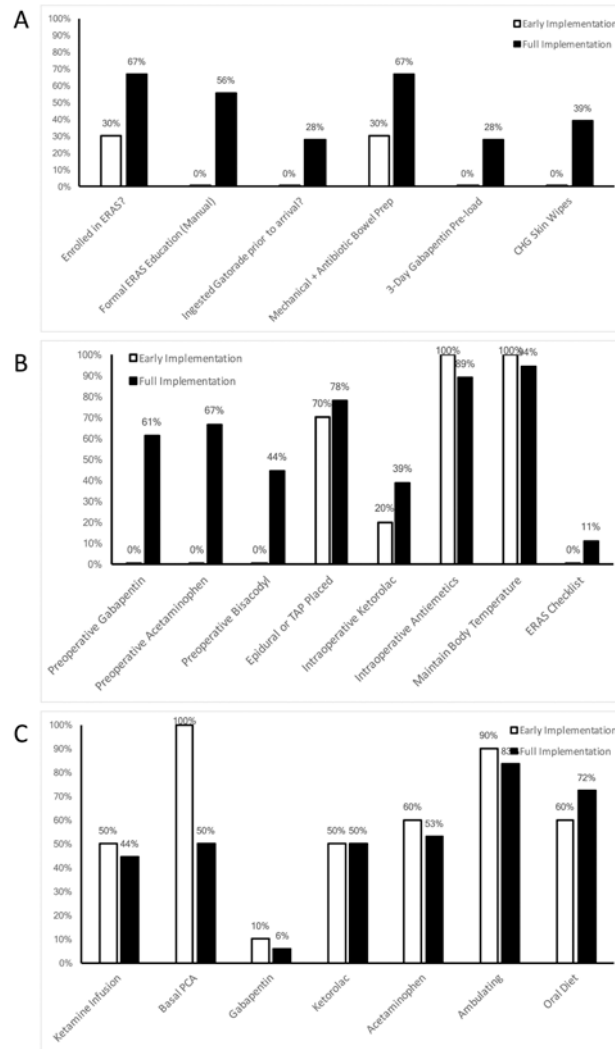 A
Early Implementation
Full Implementation
100%
90%
80%
70%
60%
50%
40%
30%
20%
10%
0%
30%
67%
0%
56%
0%
28%
30%
67%
0%
28%
0%
39%
Enrolled in ERAS?
Formal ERAS Education (Manual)
Ingested Gatorade prior to arrival?
Mechanical + Antibiotic Bowel Prep
3-Day Gabapentin Pre-load
CHG Skin Wipes
B
Early Implementation
Full Implementation
100%
90%
80%
70%
60%
50%
40%
30%
20%
10%
0%
0%
61%
0%
67%
0%
44%
70%
78%
20%
39%
100%
89%
100%
94%
0%
11%
Preoperative Gabapentin
Preoperative Acetaminophen
Preoperative Bisacodyl
Epidural or TAP Placed
Intraoperative Ketorolac
Intraoperative Antiemetics
Maintain Body Temperature
ERAS Checklist
C
Early Implementation
Full Implementation
100%
90%
80%
70%
60%
50%
40%
30%
20%
10%
0%
50%
44%
100%
50%
10%
6%
50%
50%
60%
53%
90%
83%
60%
72%
Ketamine Infusion
Basal PCA
Gabapentin
Ketorolac
Acetaminophen
Ambulating
Oral Diet